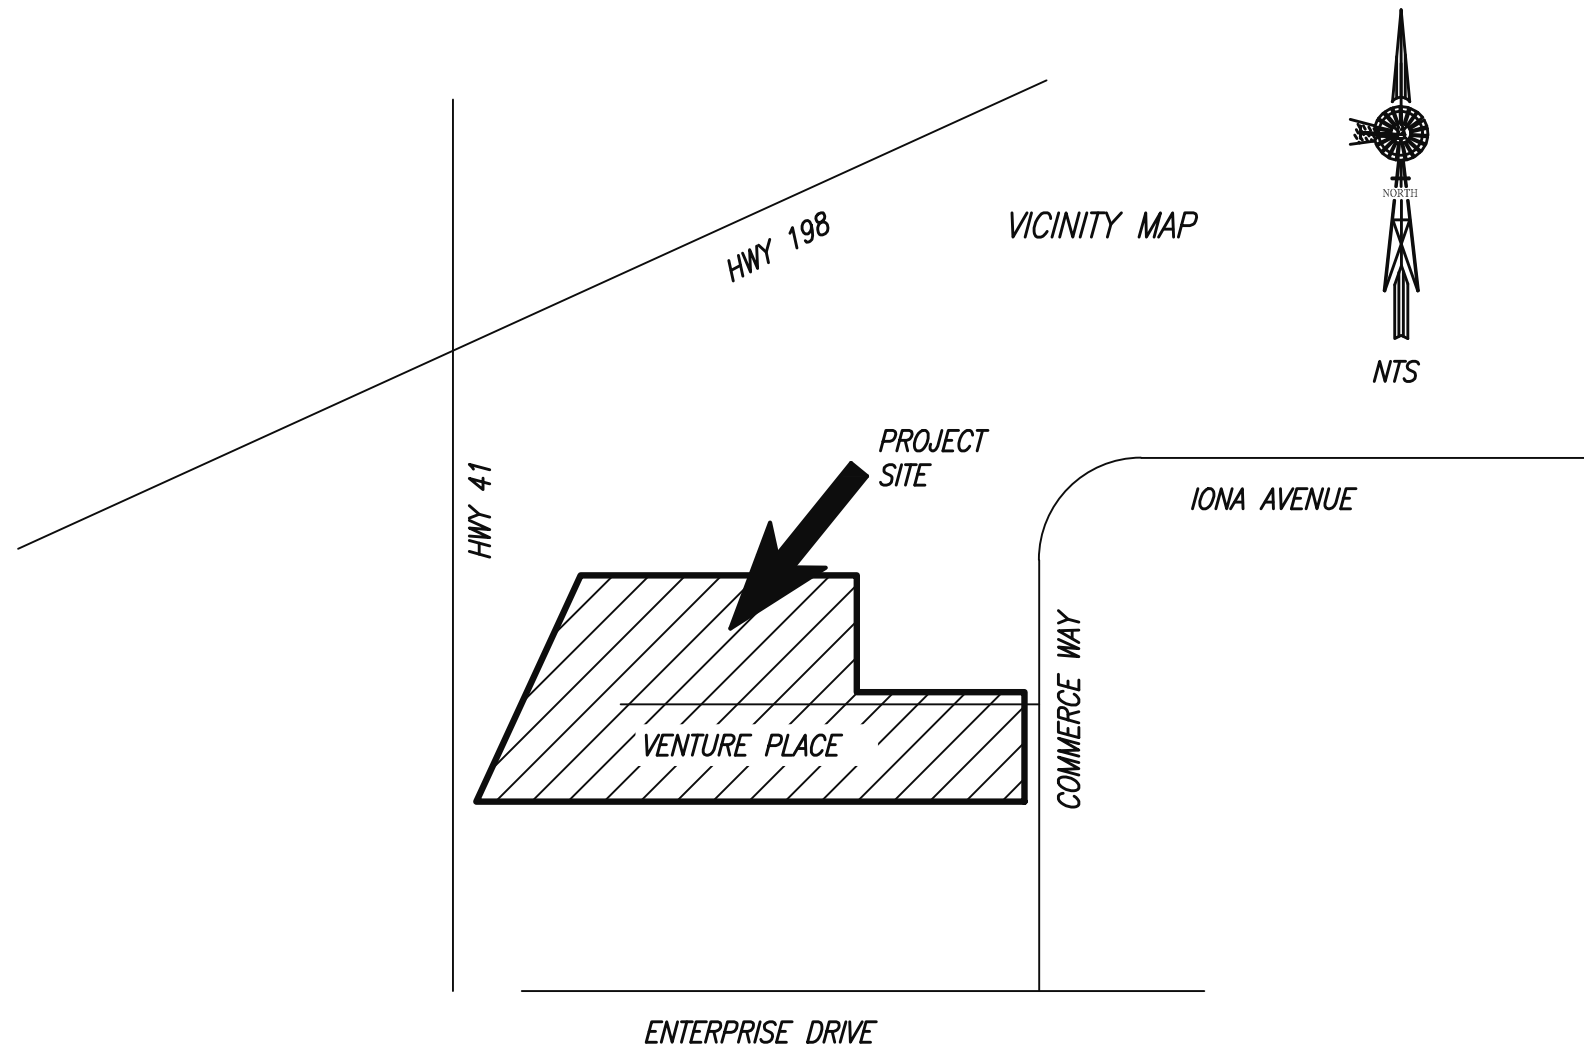 HWY 198
VICINITY MAP
NORTH
NTS
HWY 41
PROJECT
SITE
IONA AVENUE
COMMERCE WAY
VENTURE PLACE
ENTERPRISE DRIVE